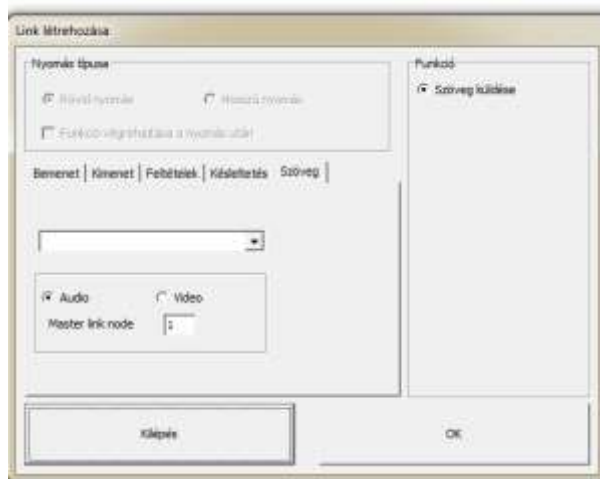 Link létrehozása
Nyomás típusa
Rövid nyomás
Hosszú nyomás
Funkció végrehajtása a nyomás után
Funkció
Szöveg küldése
Bemenet
Kimenet
Feltételek
Késleltetés
Szöveg
Audio
Video
Master link node
1
Kilépés
OK